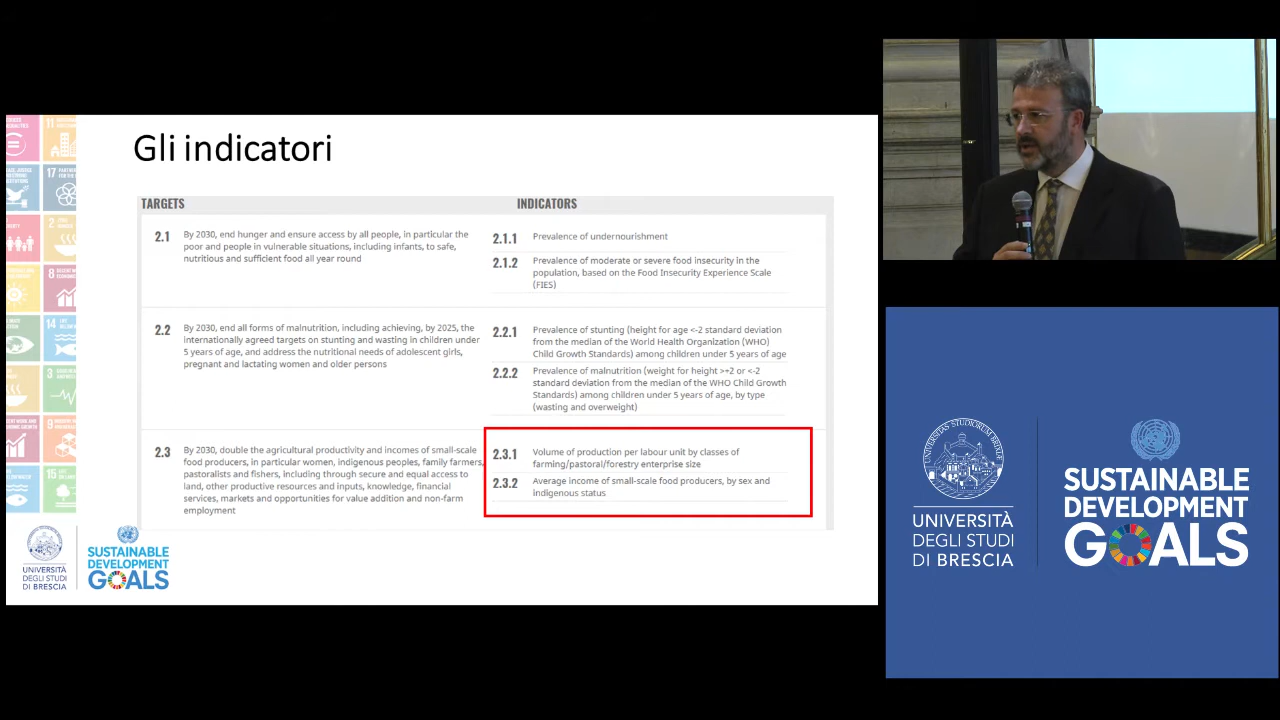 Gli indicatori
TARGETS
INDICATORS
2.1
By 2030, end hunger and ensure access by all people, in particular the
poor and people in vulnerable situations, including infants, to safe,
nutritious and sufficient food all year round
2.1.1
Prevalence of undernourishment
2.1.2
Prevalence of moderate or severe food insecurity in the
population, based on the Food Insecurity Experience Scale
(FIES)
2.2
By 2030, end all forms of malnutrition, including achieving, by 2025, the
internationally agreed targets on stunting and wasting in children under
5 years of age, and address the nutritional needs of adolescent girls,
pregnant and lactating women and older persons
2.2.1
Prevalence of stunting (height for age <-2 standard deviation
from the median of the World Health Organization (WHO)
Child Growth Standards) among children under 5 years of age
2.2.2
Prevalence of malnutrition (weight for height >+2 or <-2
standard deviation from the median of the WHO Child Growth
Standards) among children under 5 years of age, by type
(wasting and overweight)
2.3
By 2030, double the agricultural productivity and incomes of small-scale
food producers, in particular women, indigenous peoples, family farmers,
pastoralists and fishers, including through secure and equal access to
land, other productive resources and inputs, knowledge, financial
services, markets and opportunities for value addition and non-farm
employment
2.3.1
Volume of production per labour unit by classes of
farming/pastoral/forestry enterprise size
2.3.2
Average income of small-scale food producers, by sex and
indigenous status
11
17
2
8
14
3
9
15
UNIVERSITÀ
DEGLI STUDI
DI BRESCIA
SUSTAINABLE
DEVELOPMENT
GOALS
UNIVERSITÀ
DEGLI STUDI
DI BRESCIA
SUSTAINABLE
DEVELOPMENT
GOALS